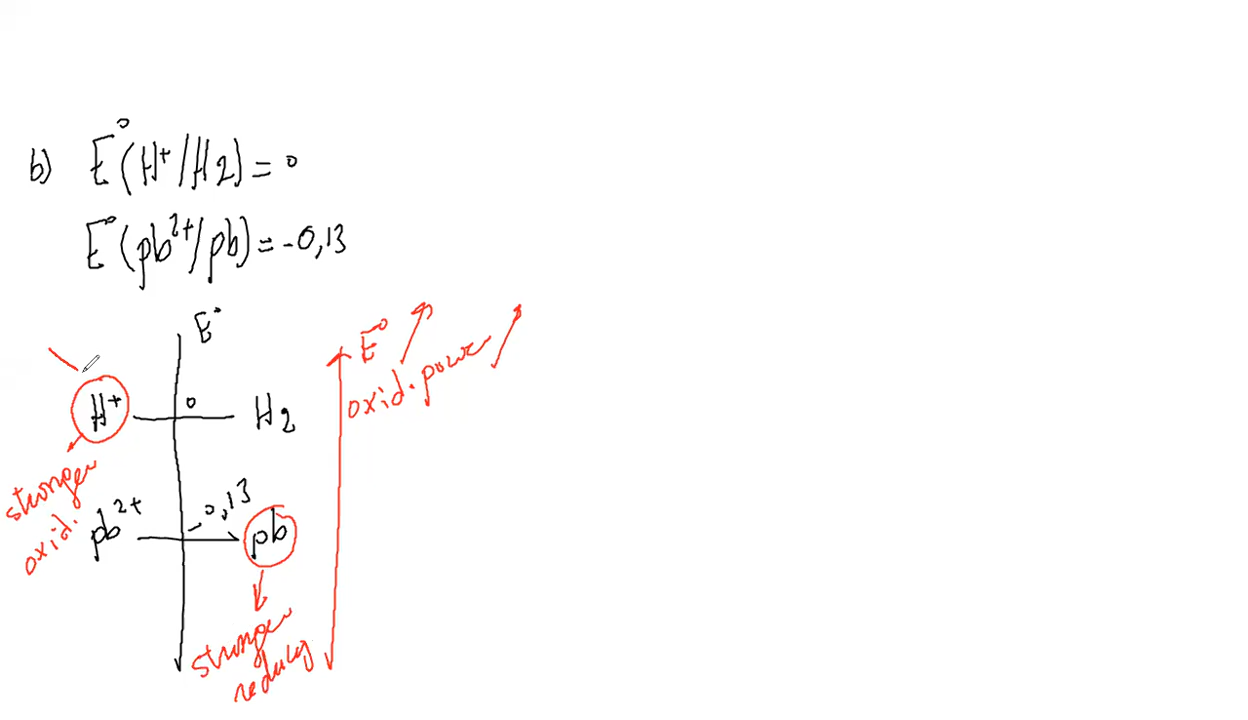 b) E°(H⁺/H2) = 0
E°(pb²⁺/pb) = -0,13
E°
E°
oxid. power
H⁺ 0 H2
stronger
oxid.
pb²⁺ -0,13 pb
stronger
reducing